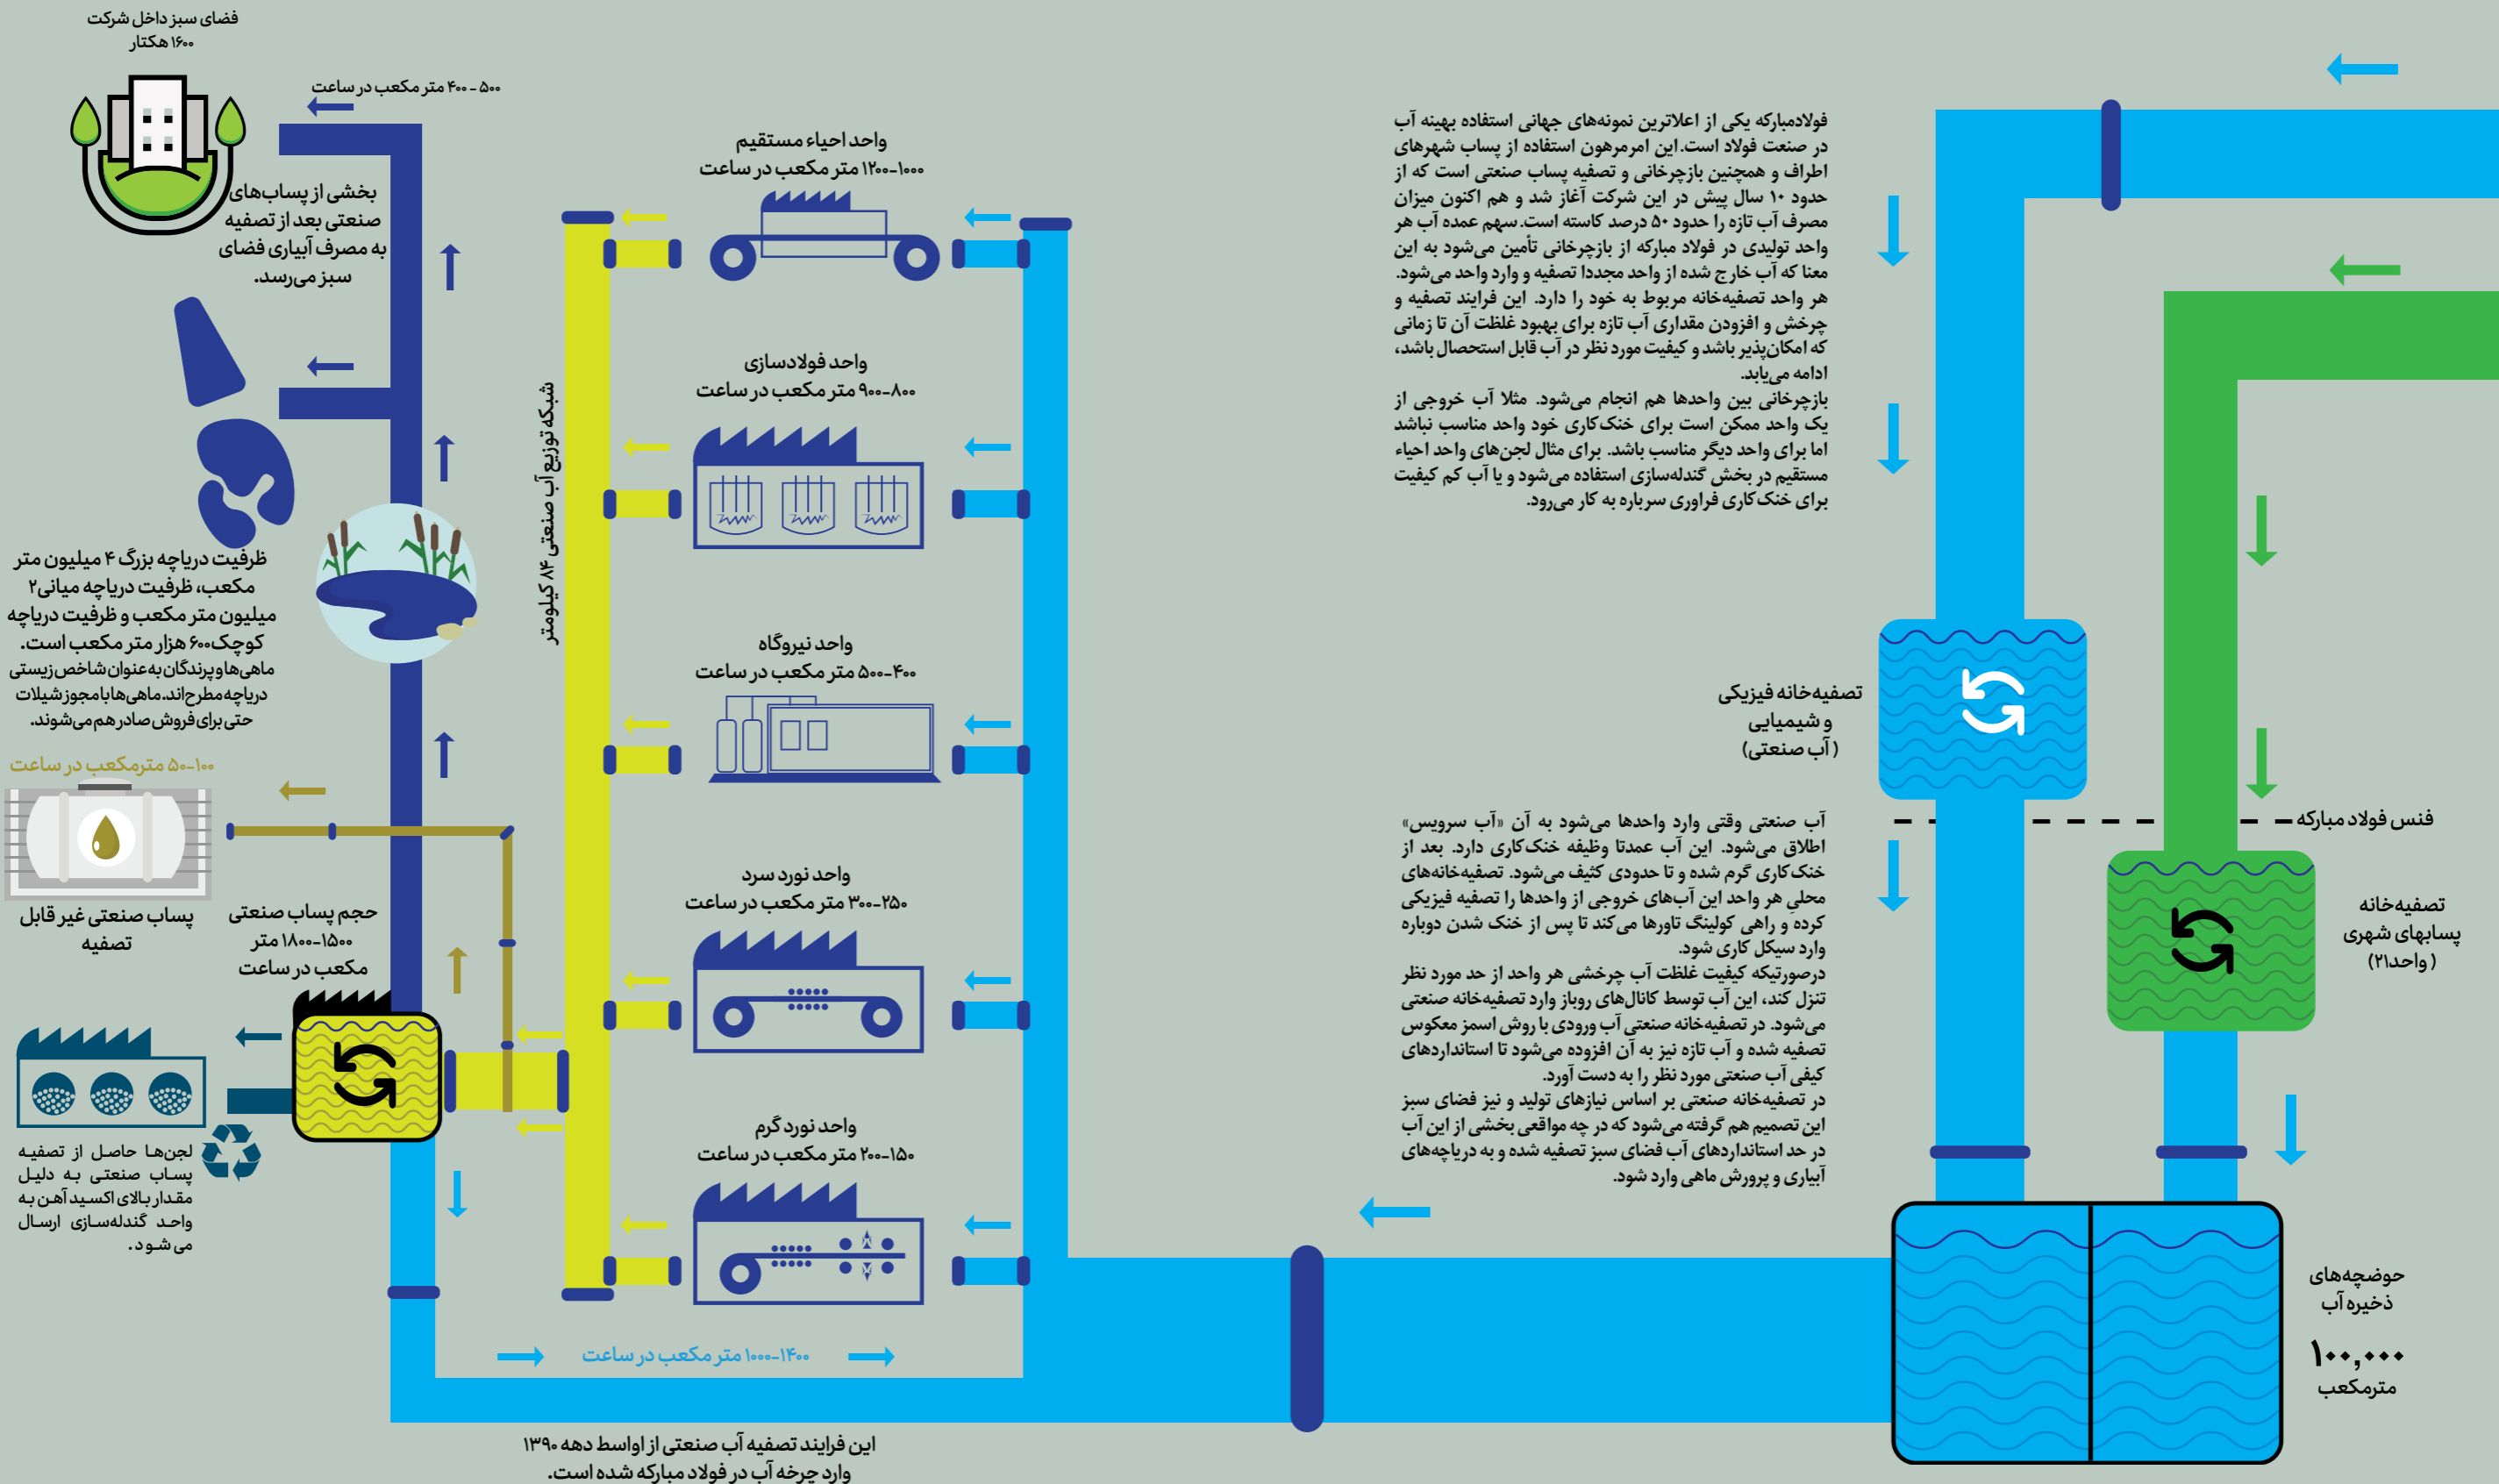 فولادمبارکه یکی از اعلاترین نمونه‌های جهانی استفاده بهینه آب
در صنعت فولاد است.این امرمرهون استفاده از پساب شهرهای
اطراف و همچنین بازچرخانی و تصفیه پساب صنعتی است که از
حدود ۱۰ سال پیش در این شرکت آغاز شد و هم اکنون میزان
مصرف آب تازه را حدود ۵۰ درصد کاسته است.سهم عمده آب هر
واحد تولیدی در فولاد مبارکه از بازچرخانی تأمین می‌شود به این
معنا که آب خارج شده از واحد مجددا تصفیه و وارد واحد می‌شود.
هر واحد تصفیه‌خانه مربوط به خود را دارد. این فرایند تصفیه و
چرخش و افزودن مقداری آب تازه برای بهبود غلظت آن تا زمانی
که امکان‌پذیر باشد و کیفیت مورد نظر در آب قابل استحصال باشد،
ادامه می‌یابد.
بازچرخانی بین واحدها هم انجام می‌شود. مثلا آب خروجی از
یک واحد ممکن است برای خنک‌کاری خود واحد مناسب نباشد
اما برای واحد دیگر مناسب باشد. برای مثال لجن‌های واحد احیاء
مستقیم در بخش گندله‌سازی استفاده می‌شود و یا آب کم کیفیت
برای خنک‌کاری فراوری سرباره به کار می‌رود.
تصفیه‌خانه فیزیکی
و شیمیایی
(آب صنعتی)
فنس فولاد مبارکه
تصفیه‌خانه
پسابهای شهری
(واحد۲۱)
آب صنعتی وقتی وارد واحدها می‌شود به آن «آب سرویس»
اطلاق می‌شود. این آب عمدتا وظیفه خنک‌کاری دارد. بعد از
خنک‌کاری گرم شده و تا حدودی کثیف می‌شود. تصفیه‌خانه‌های
محلیِ هر واحد این آب‌های خروجی از واحدها را تصفیه فیزیکی
کرده و راهی کولینگ تاورها می‌کند تا پس از خنک شدن دوباره
وارد سیکل کاری شود.
درصورتیکه کیفیت غلظت آب چرخشی هر واحد از حد مورد نظر
تنزل کند، این آب توسط کانال‌های روباز وارد تصفیه‌خانه صنعتی
می‌شود. در تصفیه‌خانه صنعتی آب ورودی با روش اسمز معکوس
تصفیه شده و آب تازه نیز به آن افزوده می‌شود تا استانداردهای
کیفی آب صنعتی مورد نظر را به دست آورد.
در تصفیه‌خانه صنعتی بر اساس نیازهای تولید و نیز فضای سبز
این تصمیم هم گرفته می‌شود که در چه مواقعی بخشی از این آب
در حد استانداردهای آب فضای سبز تصفیه شده و به دریاچه‌های
آبیاری و پرورش ماهی وارد شود.
حوضچه‌های
ذخیره آب
۱۰۰,۰۰۰
مترمکعب
واحد احیاء مستقیم
۱۰۰۰-۱۲۰۰ متر مکعب در ساعت
واحد فولادسازی
۸۰۰-۹۰۰ متر مکعب در ساعت
واحد نیروگاه
۴۰۰-۵۰۰ متر مکعب در ساعت
واحد نورد سرد
۲۵۰-۳۰۰ متر مکعب در ساعت
واحد نورد گرم
۱۵۰-۲۰۰ متر مکعب در ساعت
شبکه توزیع آب صنعتی ۸۴ کیلومتر
۱۰۰۰-۱۴۰۰ متر مکعب در ساعت
این فرایند تصفیه آب صنعتی از اواسط دهه ۱۳۹۰
وارد چرخه آب در فولاد مبارکه شده است.
فضای سبز داخل شرکت
۱۶۰۰ هکتار
۴۰۰ - ۵۰۰ متر مکعب در ساعت
بخشی از پساب‌های
صنعتی بعد از تصفیه
به مصرف آبیاری فضای
سبز می‌رسد.
ظرفیت دریاچه بزرگ ۴ میلیون متر
مکعب، ظرفیت دریاچه میانی۲
میلیون متر مکعب و ظرفیت دریاچه
کوچک۶۰۰ هزار متر مکعب است.
ماهی‌ها و پرندگان به عنوان شاخص زیستی
دریاچه مطرح‌اند. ماهی‌ها با مجوز شیلات
حتی برای فروش صادر هم می‌شوند.
۵۰-۱۰۰ مترمکعب در ساعت
پساب صنعتی غیر قابل
تصفیه
حجم پساب صنعتی
۱۵۰۰-۱۸۰۰ متر
مکعب در ساعت
لجن‌ها حاصل از تصفیه
پساب صنعتی به دلیل
مقدار بالای اکسید آهن به
واحد گندله‌سازی ارسال
می شود.